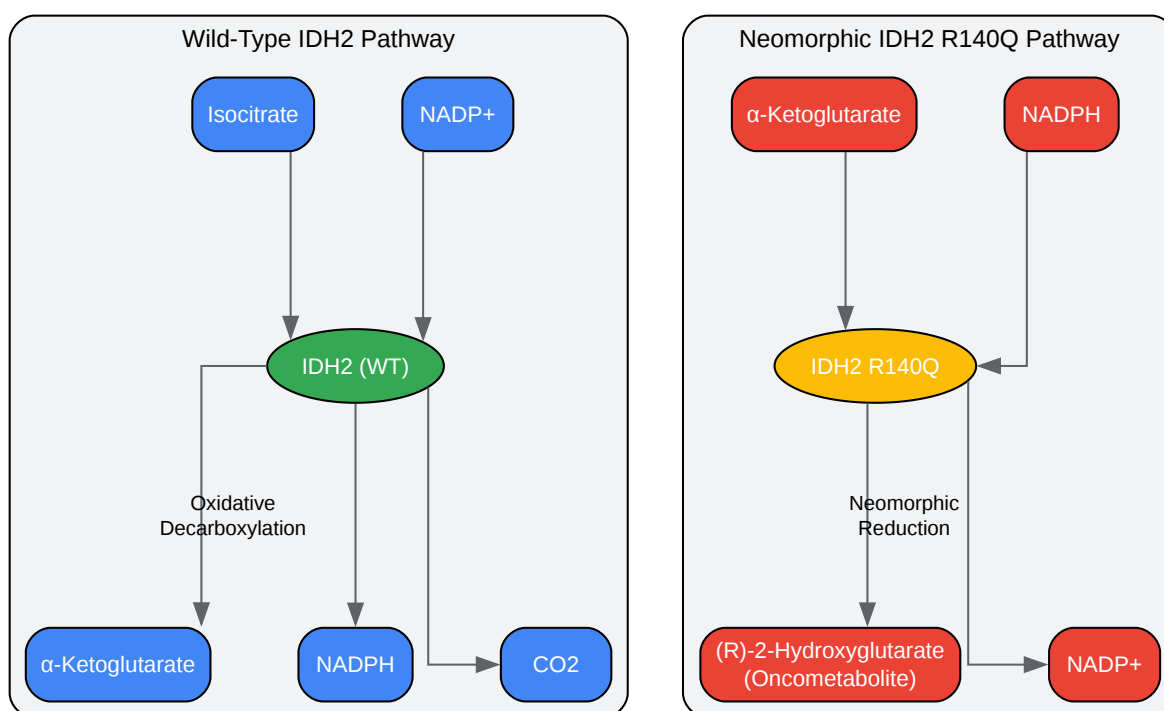 Wild-Type IDH2 Pathway
Isocitrate
NADP+
IDH2 (WT)
Oxidative
Decarboxylation
α-Ketoglutarate
NADPH
CO2
Neomorphic IDH2 R140Q Pathway
α-Ketoglutarate
NADPH
IDH2 R140Q
Neomorphic
Reduction
(R)-2-Hydroxyglutarate
(Oncometabolite)
NADP+